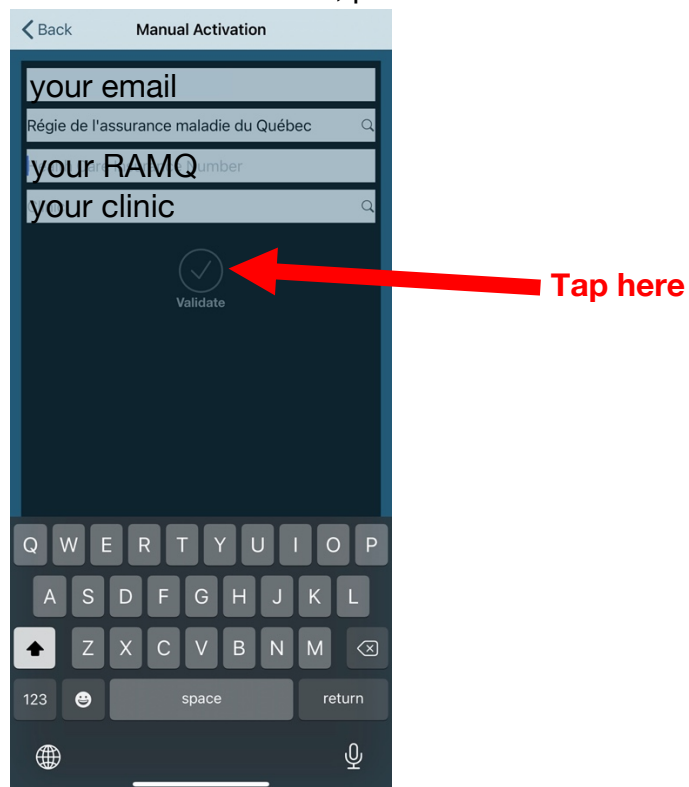 Back Manual Activation
your email
Régie de l'assurance maladie du Québec
your RAMQ Number
your clinic
Validate
Tap here
Q W E R T Y U I O P
A S D F G H J K L
Z X C V B N M
123 space return